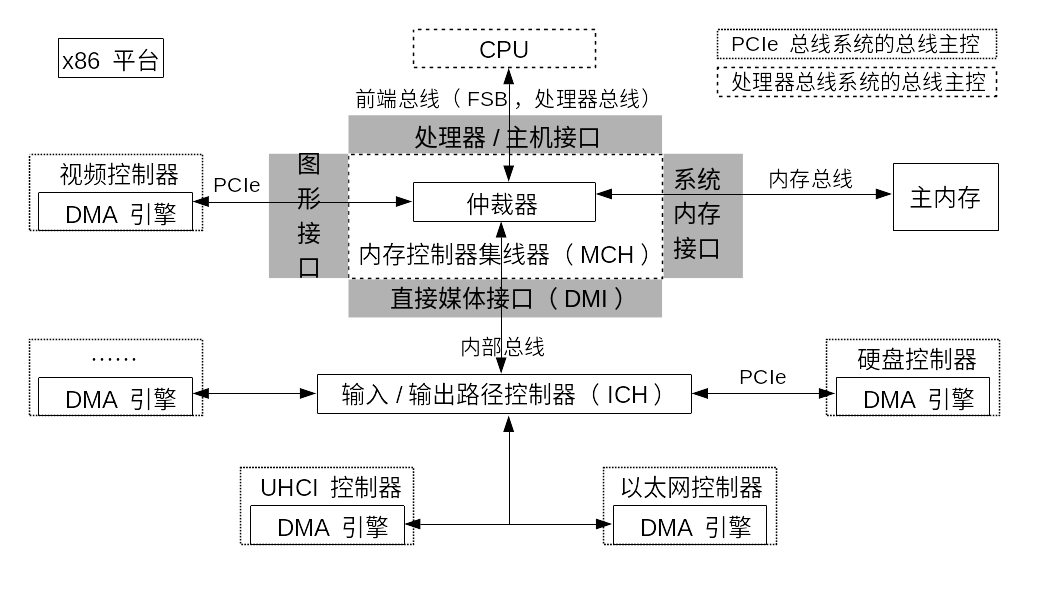 x86 平台
CPU
PCIe 总线系统的总线主控
处理器总线系统的总线主控
前端总线（ FSB ，处理器总线）
处理器 / 主机接口
视频控制器
DMA 引擎
PCIe
图
形
接
口
仲裁器
内存控制器集线器（ MCH ）
系统
内存
接口
内存总线
主内存
直接媒体接口（ DMI ）
内部总线
……
DMA 引擎
输入 / 输出路径控制器（ ICH ）
PCIe
硬盘控制器
DMA 引擎
UHCI 控制器
DMA 引擎
以太网控制器
DMA 引擎